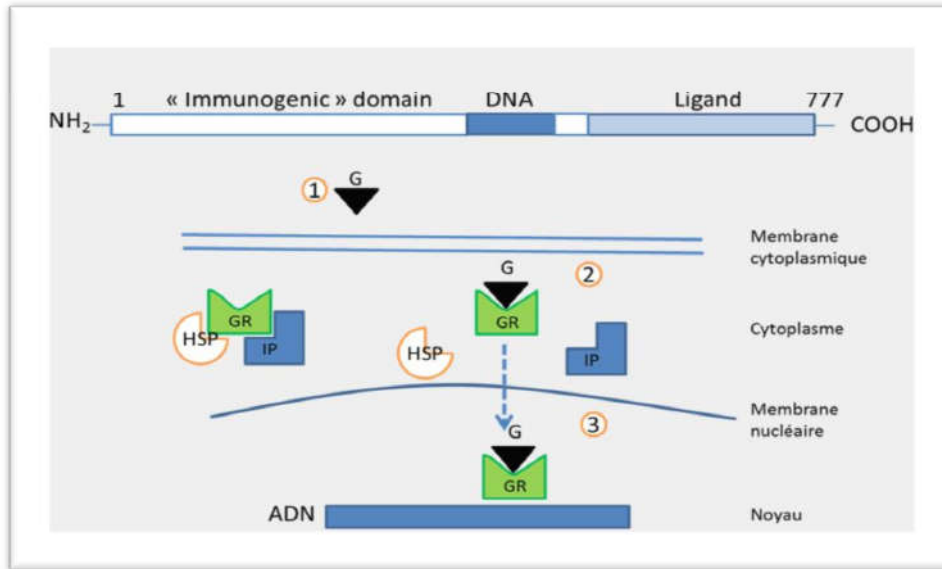 1 « Immunogenic » domain DNA Ligand 777
NH₂ COOH
G
1
Membrane
cytoplasmique
G
2
GR
GR
Cytoplasme
HSP
IP
HSP
IP
Membrane
nucléaire
3
G
GR
ADN
Noyau